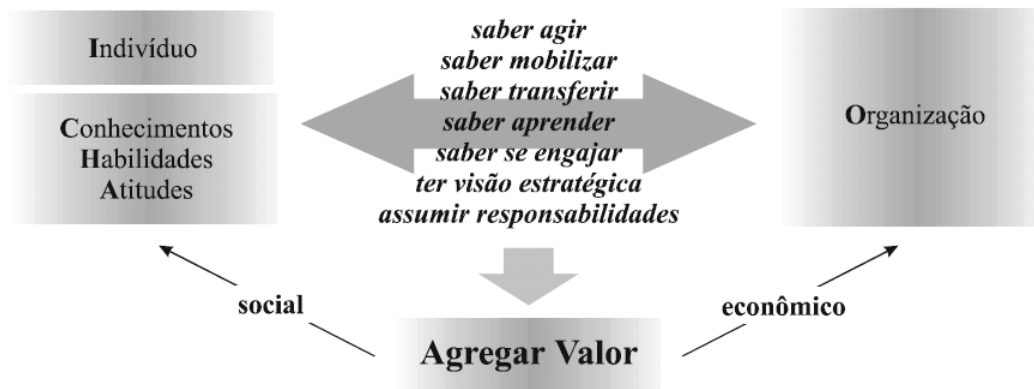 Indivíduo
Conhecimentos
Habilidades
Atitudes
saber agir
saber mobilizar
saber transferir
saber aprender
saber se engajar
ter visão estratégica
assumir responsabilidades
Organização
social
econômico
Agregar Valor